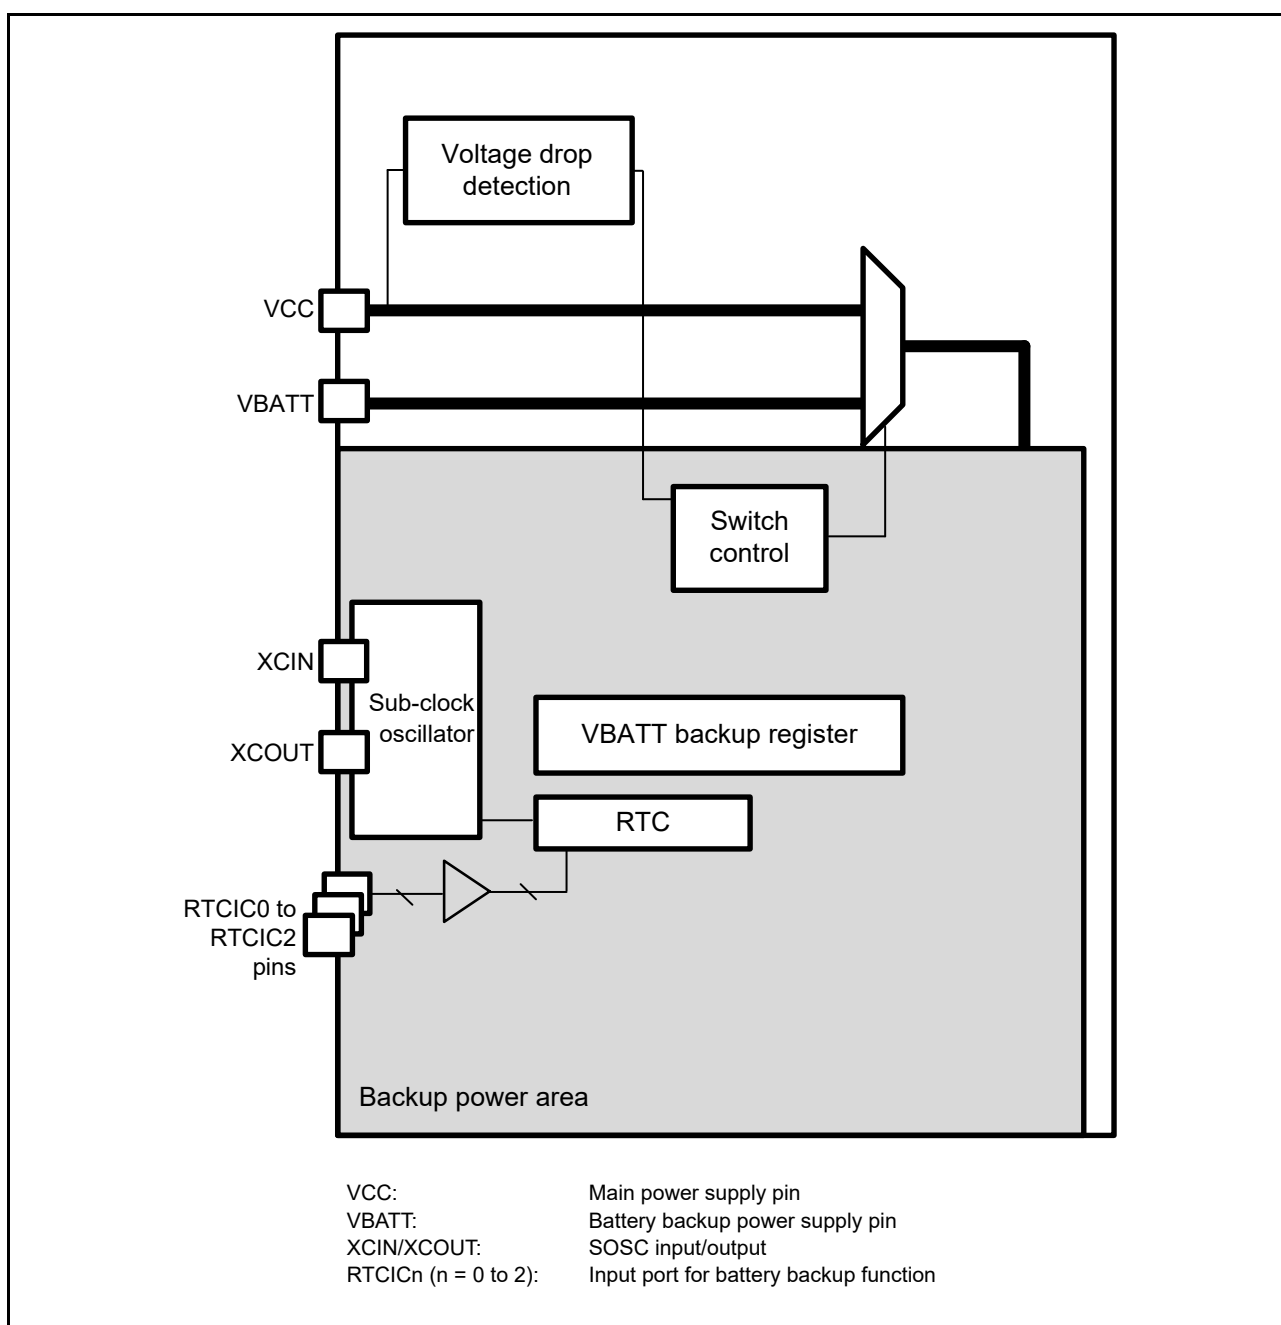 Voltage drop
detection
VCC
VBATT
Switch
control
XCIN
Sub-clock
oscillator
XCOUT
VBATT backup register
RTC
RTCIC0 to
RTCIC2
pins
Backup power area
VCC: Main power supply pin
VBATT: Battery backup power supply pin
XCIN/XCOUT: SOSC input/output
RTCICn (n = 0 to 2): Input port for battery backup function